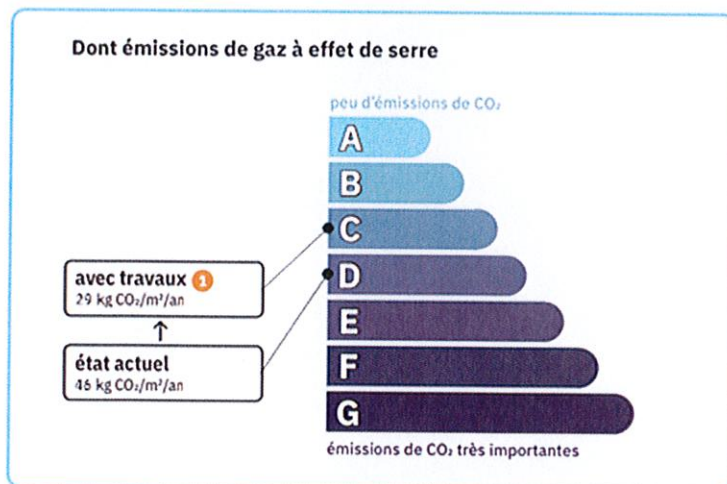 Dont émissions de gaz à effet de serre
peu d'émissions de CO₂
A
B
C
D
E
F
G
avec travaux 1
29 kg CO₂/m²/an
↑
état actuel
46 kg CO₂/m²/an
émissions de CO₂ très importantes